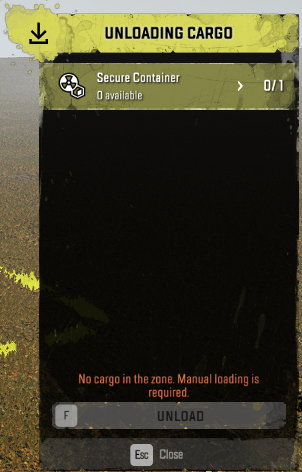 UNLOADING CARGO
Secure Container
0 available
> 0/1
No cargo in the zone. Manual loading is
required.
F UNLOAD
Esc Close